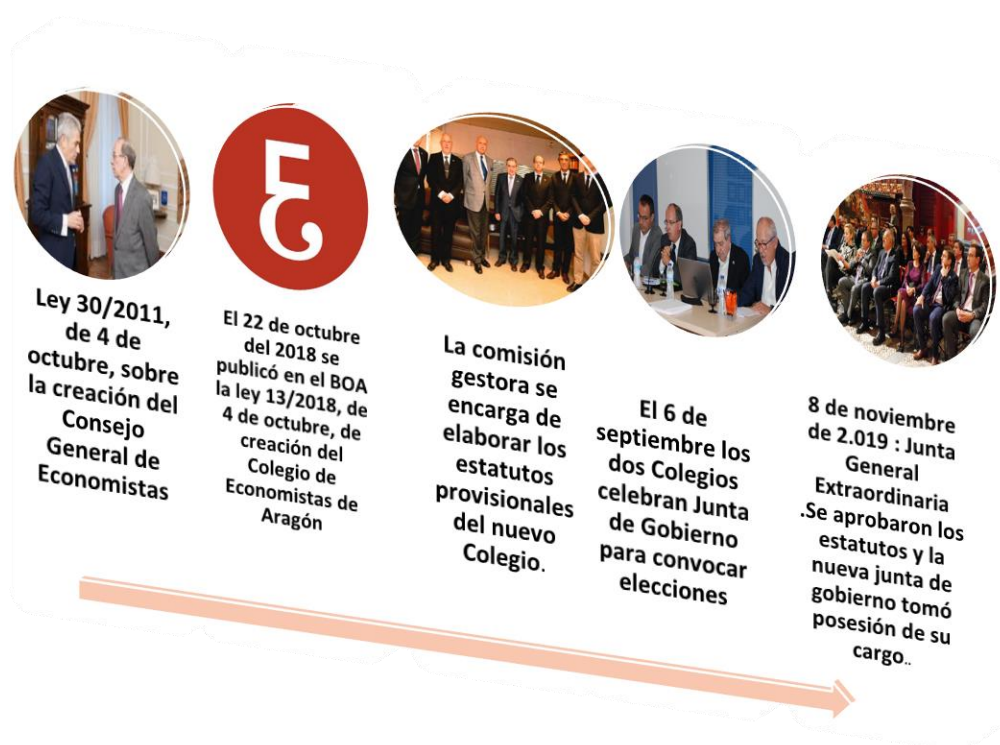 Ley 30/2011,
de 4 de
octubre, sobre
la creación del
Consejo
General de
Economistas
El 22 de octubre
del 2018 se
publicó en el BOA
la ley 13/2018, de
4 de octubre, de
creación del
Colegio de
Economistas de
Aragón
La comisión
gestora se
encarga de
elaborar los
estatutos
provisionales
del nuevo
Colegio.
El 6 de
septiembre los
dos Colegios
celebran Junta
de Gobierno
para convocar
elecciones
8 de noviembre
de 2.019 : Junta
General
Extraordinaria
.Se aprobaron los
estatutos y la
nueva junta de
gobierno tomó
posesión de su
cargo..